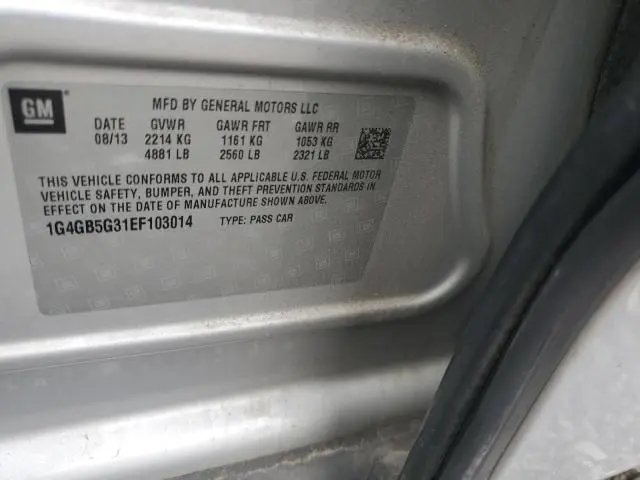 GM
MFD BY GENERAL MOTORS LLC
DATE GVWR GAWR FRT GAWR RR
08/13 2214 KG 1161 KG 1053 KG
4881 LB 2560 LB 2321 LB
THIS VEHICLE CONFORMS TO ALL APPLICABLE U.S. FEDERAL MOTOR
VEHICLE SAFETY, BUMPER, AND THEFT PREVENTION STANDARDS IN
EFFECT ON THE DATE OF MANUFACTURE SHOWN ABOVE.
1G4GB5G31EF103014 TYPE: PASS CAR